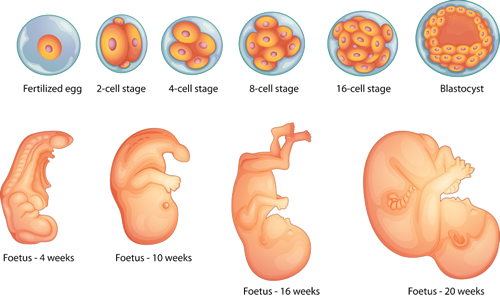 Fertilized egg
2-cell stage
4-cell stage
8-cell stage
16-cell stage
Blastocyst
Foetus - 4 weeks
Foetus - 10 weeks
Foetus - 16 weeks
Foetus - 20 weeks